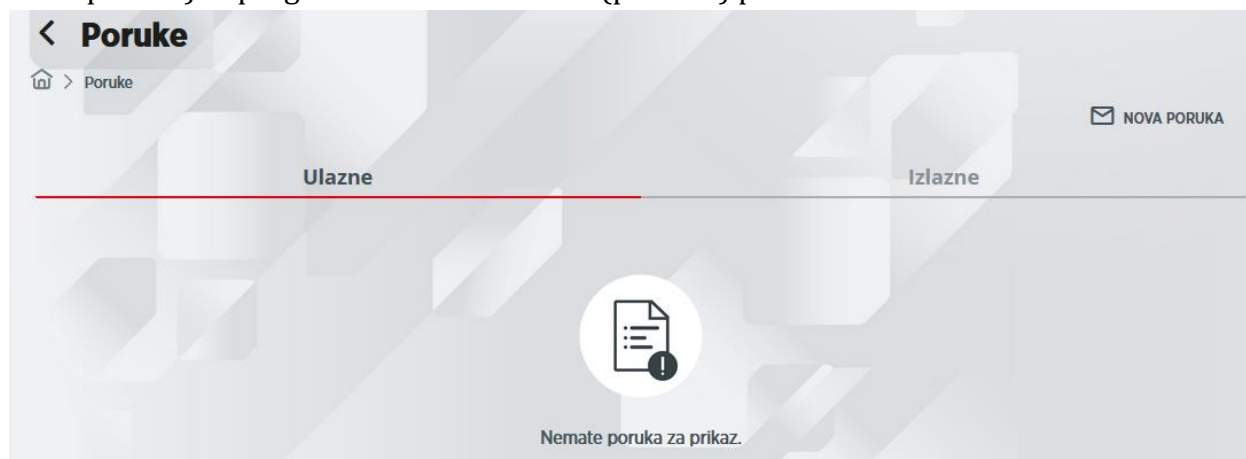 Poruke
Poruke
NOVA PORUKA
Ulazne Izlazne
Nemate poruka za prikaz.